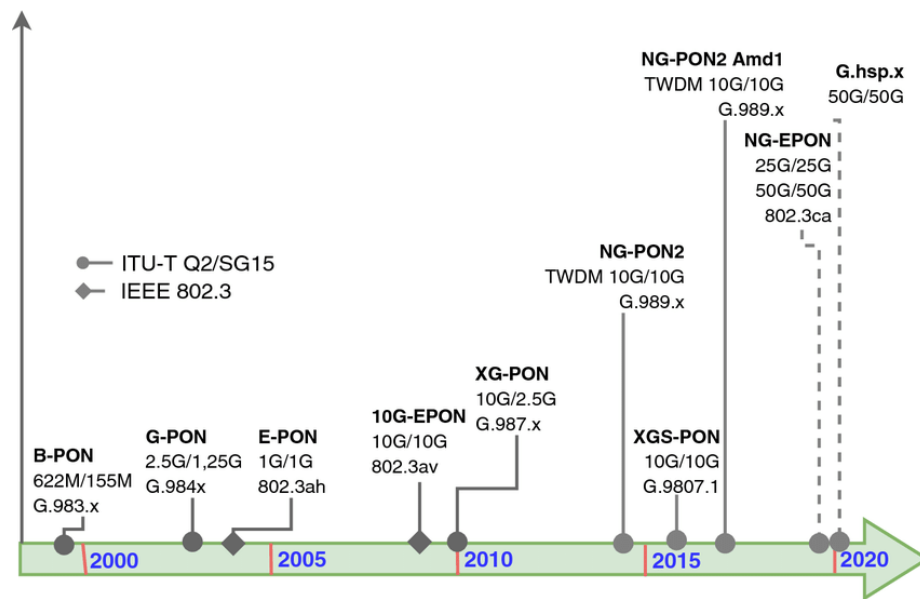 NG-PON2 Amd1
TWDM 10G/10G
G.989.x
G.hsp.x
50G/50G
NG-EPON
25G/25G
50G/50G
802.3ca
ITU-T Q2/SG15
IEEE 802.3
NG-PON2
TWDM 10G/10G
G.989.x
XG-PON
10G/2.5G
G.987.x
10G-EPON
10G/10G
802.3av
XGS-PON
10G/10G
G.9807.1
B-PON
622M/155M
G.983.x
G-PON
2.5G/1,25G
G.984x
E-PON
1G/1G
802.3ah
2000
2005
2010
2015
2020